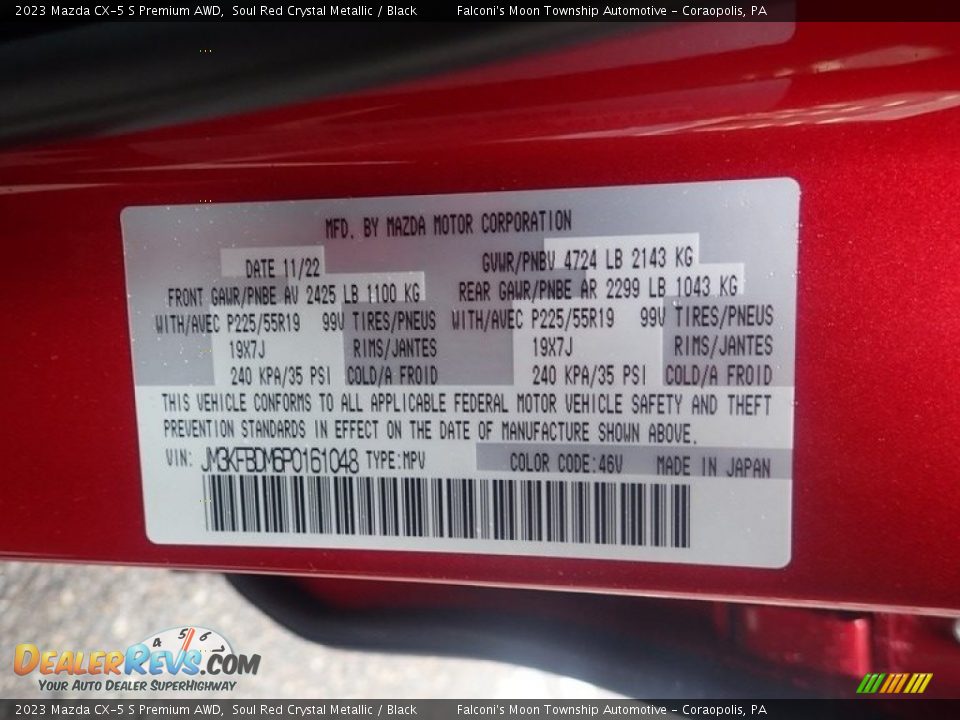 2023 Mazda CX-5 S Premium AWD, Soul Red Crystal Metallic / Black Falconi's Moon Township Automotive - Coraopolis, PA
MFD. BY MAZDA MOTOR CORPORATION
DATE 11/22 GVWR/PNBV 4724 LB 2143 KG
FRONT GAWR/PNBE AV 2425 LB 1100 KG REAR GAWR/PNBE AR 2299 LB 1043 KG
WITH/AVEC P225/55R19 99V TIRES/PNEUS WITH/AVEC P225/55R19 99V TIRES/PNEUS
19X7J RIMS/JANTES 19X7J RIMS/JANTES
240 KPA/35 PSI COLD/A FROID 240 KPA/35 PSI COLD/A FROID
THIS VEHICLE CONFORMS TO ALL APPLICABLE FEDERAL MOTOR VEHICLE SAFETY AND THEFT
PREVENTION STANDARDS IN EFFECT ON THE DATE OF MANUFACTURE SHOWN ABOVE.
VIN: JM3KFBDM6P0161048 TYPE:MPV COLOR CODE:46V MADE IN JAPAN
4 5 6
DEALERREVS.COM
YOUR AUTO DEALER SUPERHIGHWAY
2023 Mazda CX-5 S Premium AWD, Soul Red Crystal Metallic / Black Falconi's Moon Township Automotive - Coraopolis, PA